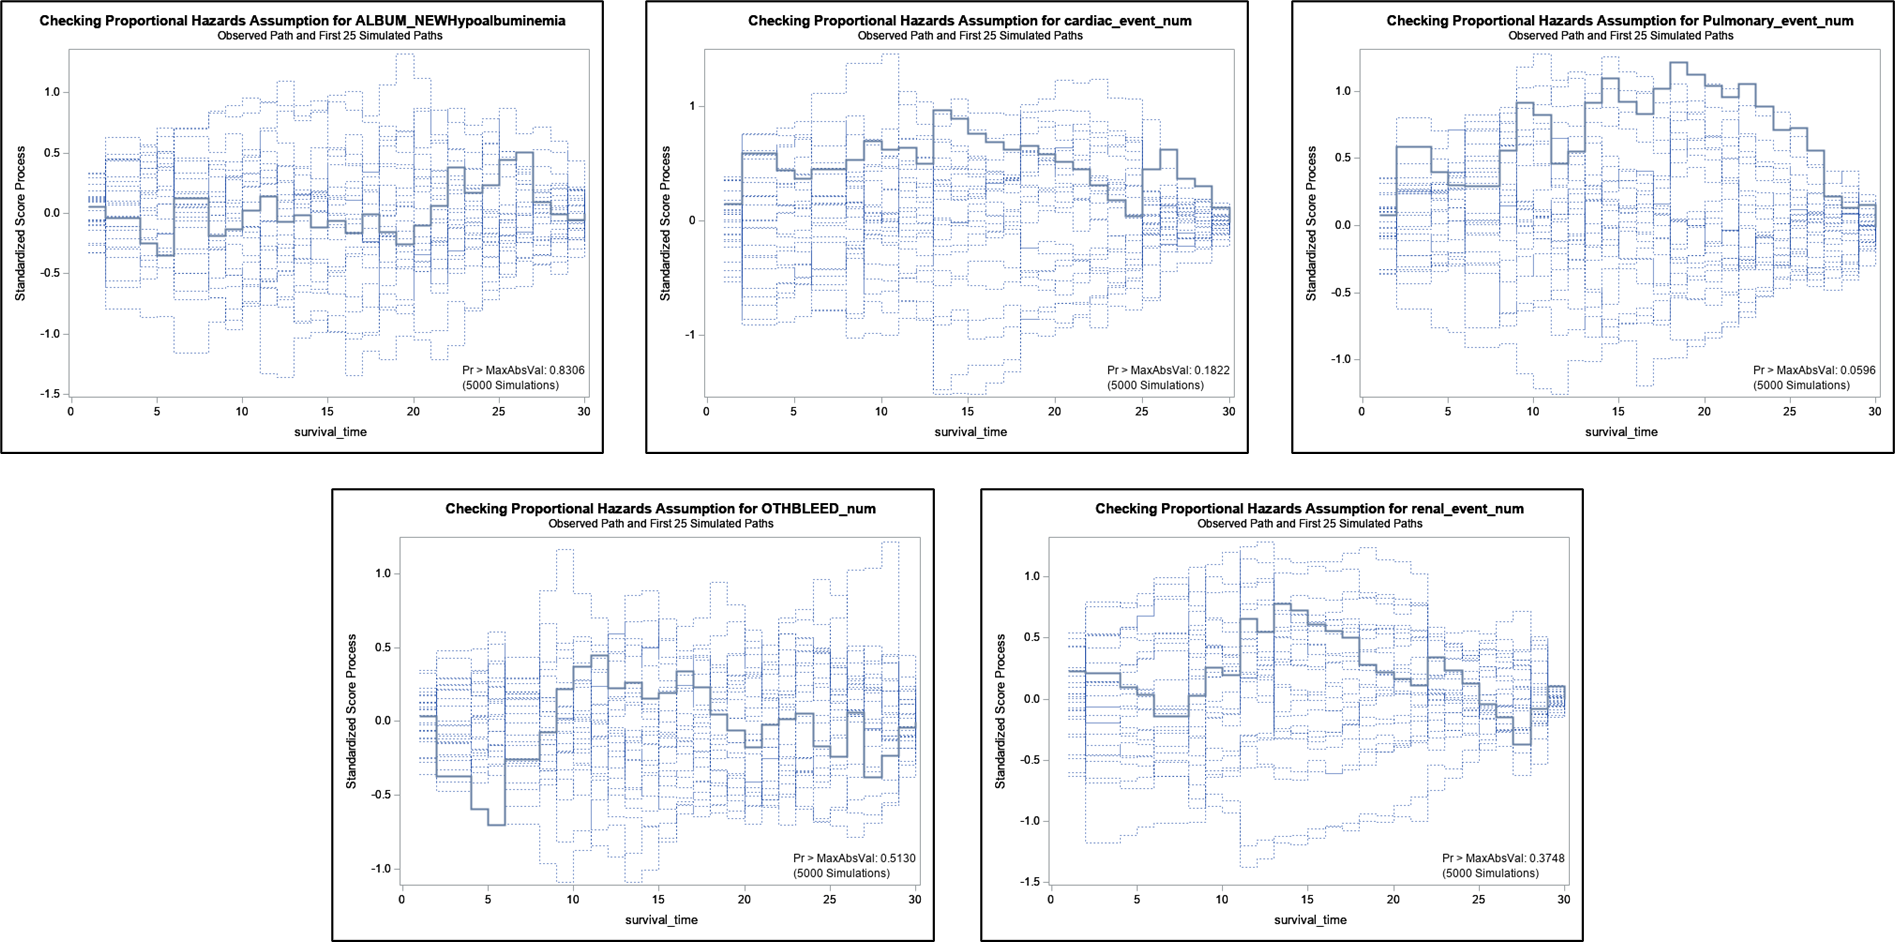 Checking Proportional Hazards Assumption for ALBUM_NEWHypoalbuminemia
Observed Path and First 25 Simulated Paths
Standardized Score Process
1.0
0.5
0.0
-0.5
-1.0
-1.5
Pr > MaxAbsVal: 0.8306
(5000 Simulations)
0 5 10 15 20 25 30
survival_time
Checking Proportional Hazards Assumption for cardiac_event_num
Observed Path and First 25 Simulated Paths
Standardized Score Process
1
0
-1
Pr > MaxAbsVal: 0.1822
(5000 Simulations)
0 5 10 15 20 25 30
survival_time
Checking Proportional Hazards Assumption for Pulmonary_event_num
Observed Path and First 25 Simulated Paths
Standardized Score Process
1.0
0.5
0.0
-0.5
-1.0
Pr > MaxAbsVal: 0.0596
(5000 Simulations)
0 5 10 15 20 25 30
survival_time
Checking Proportional Hazards Assumption for OTHBLEED_num
Observed Path and First 25 Simulated Paths
Standardized Score Process
1.0
0.5
0.0
-0.5
-1.0
Pr > MaxAbsVal: 0.5130
(5000 Simulations)
0 5 10 15 20 25 30
survival_time
Checking Proportional Hazards Assumption for renal_event_num
Observed Path and First 25 Simulated Paths
Standardized Score Process
1.0
0.5
0.0
-0.5
-1.0
-1.5
Pr > MaxAbsVal: 0.3748
(5000 Simulations)
0 5 10 15 20 25 30
survival_time